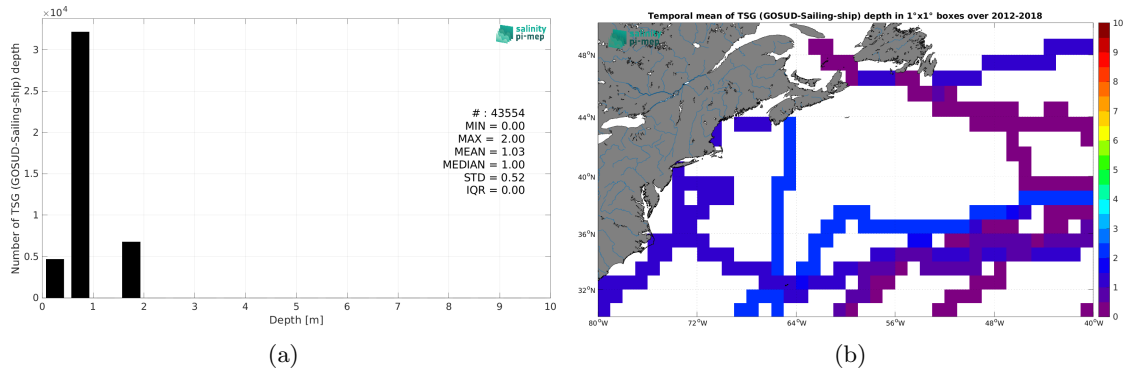 ×10⁴
salinity
pi-mep
3
2.5
2
1.5
1
0.5
0
Number of TSG (GOSUD-Sailing-ship) depth
# : 43554
MIN = 0.00
MAX = 2.00
MEAN = 1.03
MEDIAN = 1.00
STD = 0.52
IQR = 0.00
0 1 2 3 4 5 6 7 8 9 10
Depth [m]
(a)
Temporal mean of TSG (GOSUD-Sailing-ship) depth in 1°x1° boxes over 2012-2018
salinity
pi-mep
48°N
44°N
40°N
36°N
32°N
80°W 72°W 64°W 56°W 48°W 40°W
10
9
8
7
6
5
4
3
2
1
0
(b)